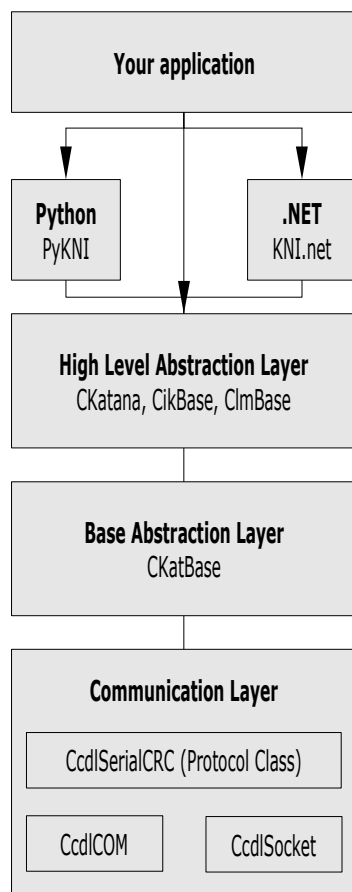 Your application
Python
PyKNI
.NET
KNI.net
High Level Abstraction Layer
CKatana, CikBase, ClmBase
Base Abstraction Layer
CKatBase
Communication Layer
CcdlSerialCRC (Protocol Class)
CcdlCOM
CcdlSocket